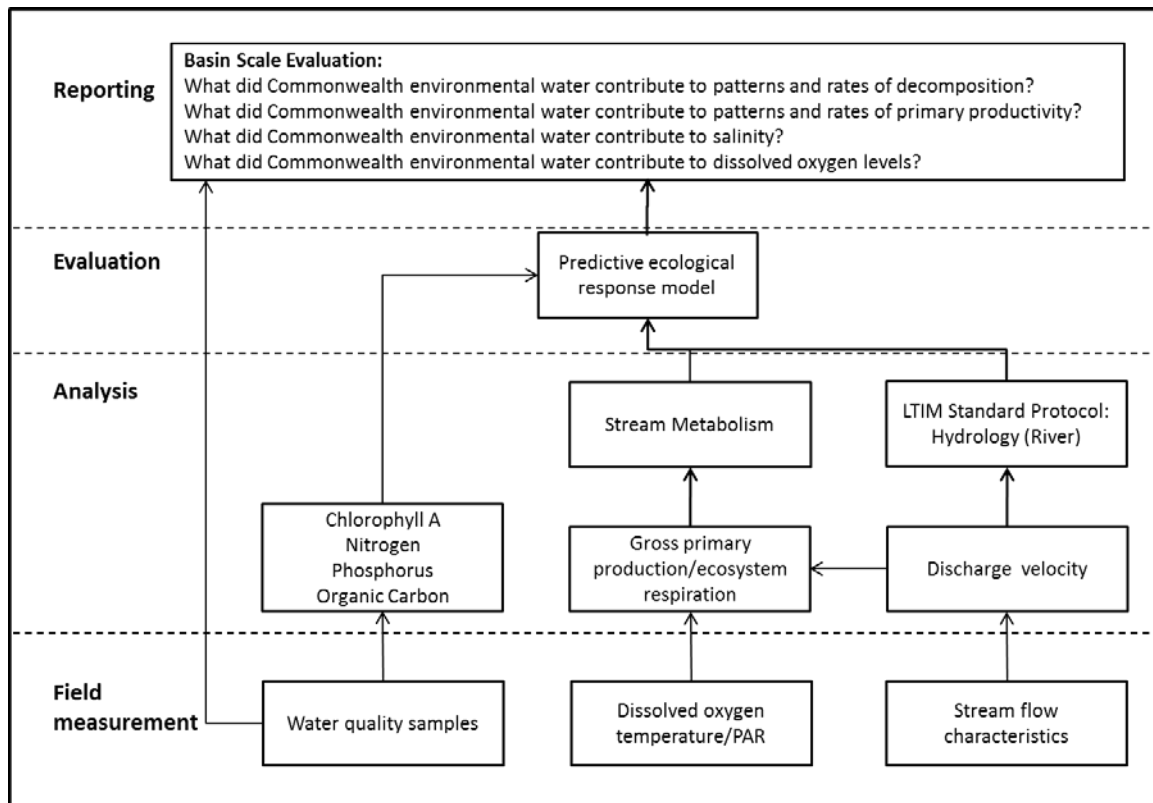 Reporting
Basin Scale Evaluation:
What did Commonwealth environmental water contribute to patterns and rates of decomposition?
What did Commonwealth environmental water contribute to patterns and rates of primary productivity?
What did Commonwealth environmental water contribute to salinity?
What did Commonwealth environmental water contribute to dissolved oxygen levels?
Evaluation
Predictive ecological
response model
Analysis
Stream Metabolism
LTIM Standard Protocol:
Hydrology (River)
Chlorophyll A
Nitrogen
Phosphorus
Organic Carbon
Gross primary
production/ecosystem
respiration
Discharge velocity
Field
measurement
Water quality samples
Dissolved oxygen
temperature/PAR
Stream flow
characteristics